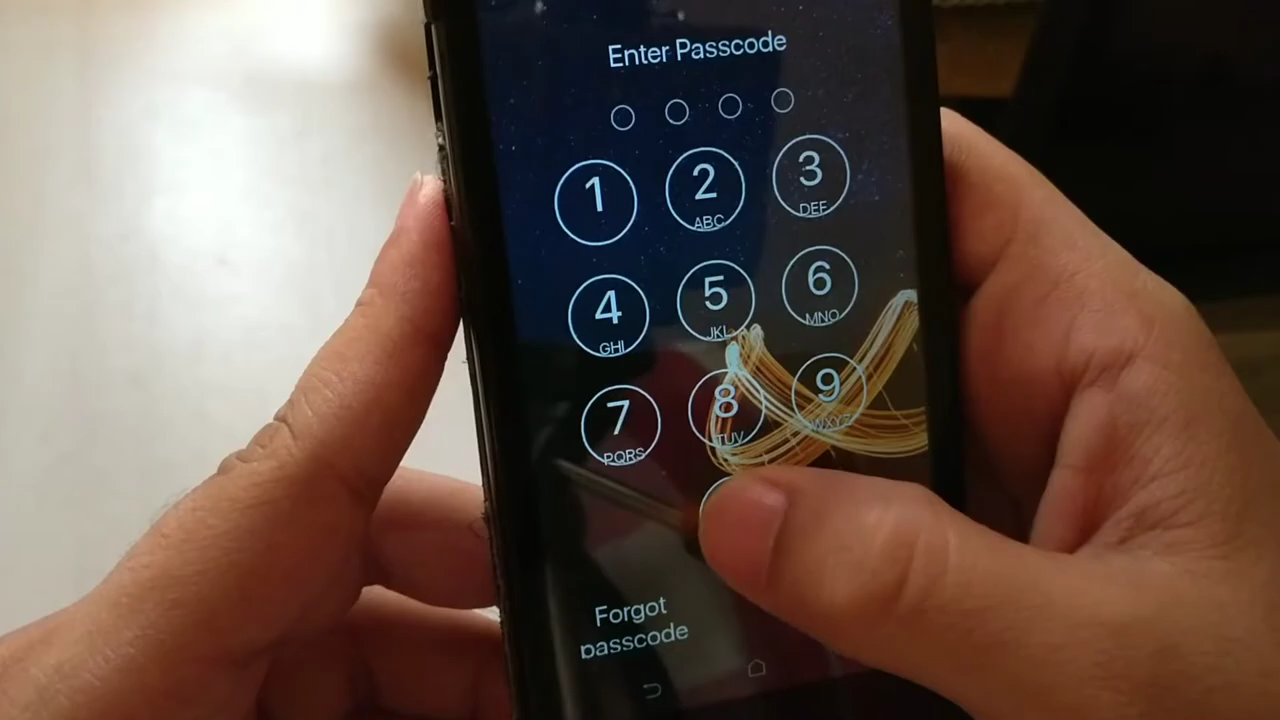 Enter Passcode
1 2 3
ABC DEF
4 5 6
GHI JKL MNO
7 8 9
PQRS TUV WXYZ
Forgot
passcode